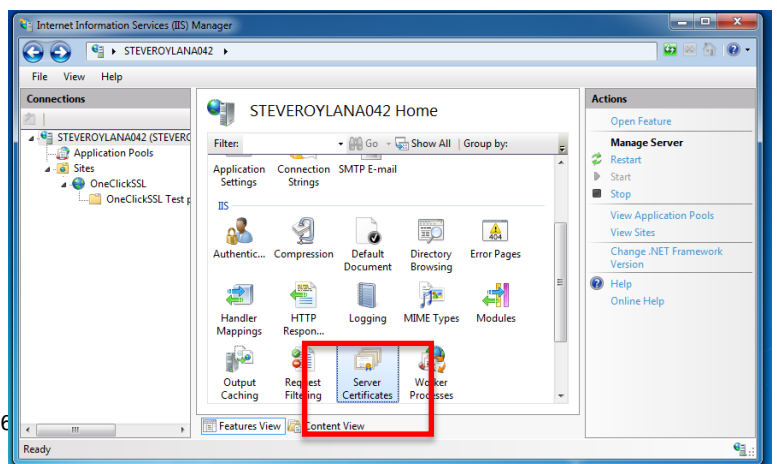 Internet Information Services (IIS) Manager
STEVEROYLANA042
File View Help
Connections
STEVEROYLANA042 (STEVERC
Application Pools
Sites
OneClickSSL
OneClickSSL Test p
STEVEROYLANA042 Home
Filter: Go Show All Group by:
Application Connection SMTP E-mail
Settings Strings
IIS
Authentic... Compression Default Directory Error Pages
Document Browsing
404
Handler HTTP Logging MIME Types Modules
Mappings Respon...
Output Request Server Worker
Caching Filtering Certificates Processes
Features View Content View
Actions
Open Feature
Manage Server
Restart
Start
Stop
View Application Pools
View Sites
Change .NET Framework
Version
Help
Online Help
6
Ready